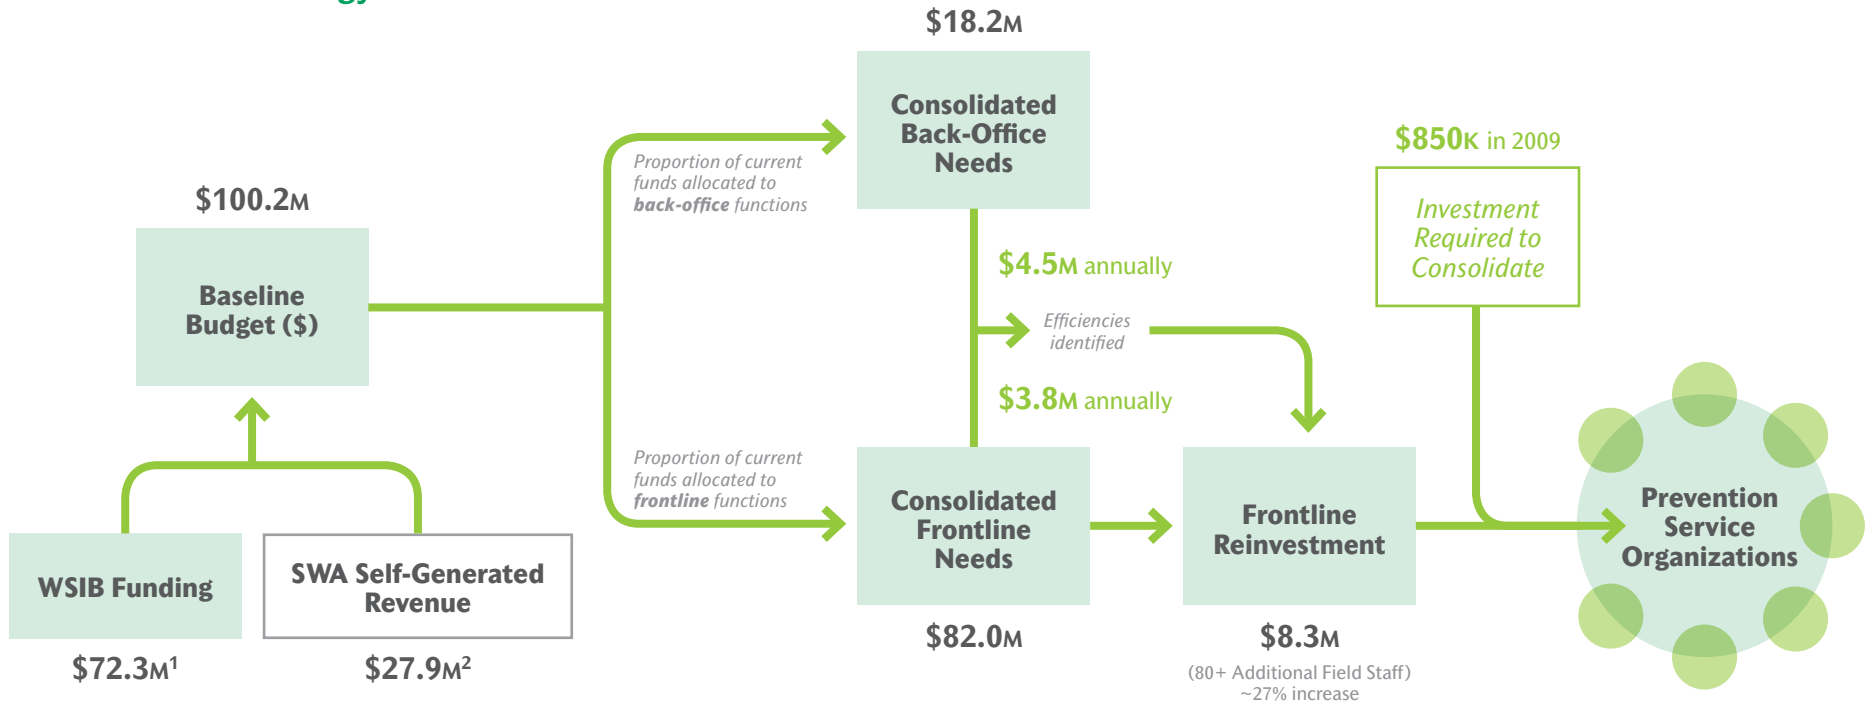 $18.2M
Consolidated
Back-Office
Needs
$850K in 2009
Investment
Required to
Consolidate
Proportion of current
funds allocated to
back-office functions
$100.2M
Baseline
Budget ($)
$4.5M annually
Efficiencies
identified
$3.8M annually
Proportion of current
funds allocated to
frontline functions
WSIB Funding
$72.3M¹
SWA Self-Generated
Revenue
$27.9M²
Consolidated
Frontline
Needs
$82.0M
Frontline
Reinvestment
$8.3M
(80+ Additional Field Staff)
~27% increase
Prevention
Service
Organizations